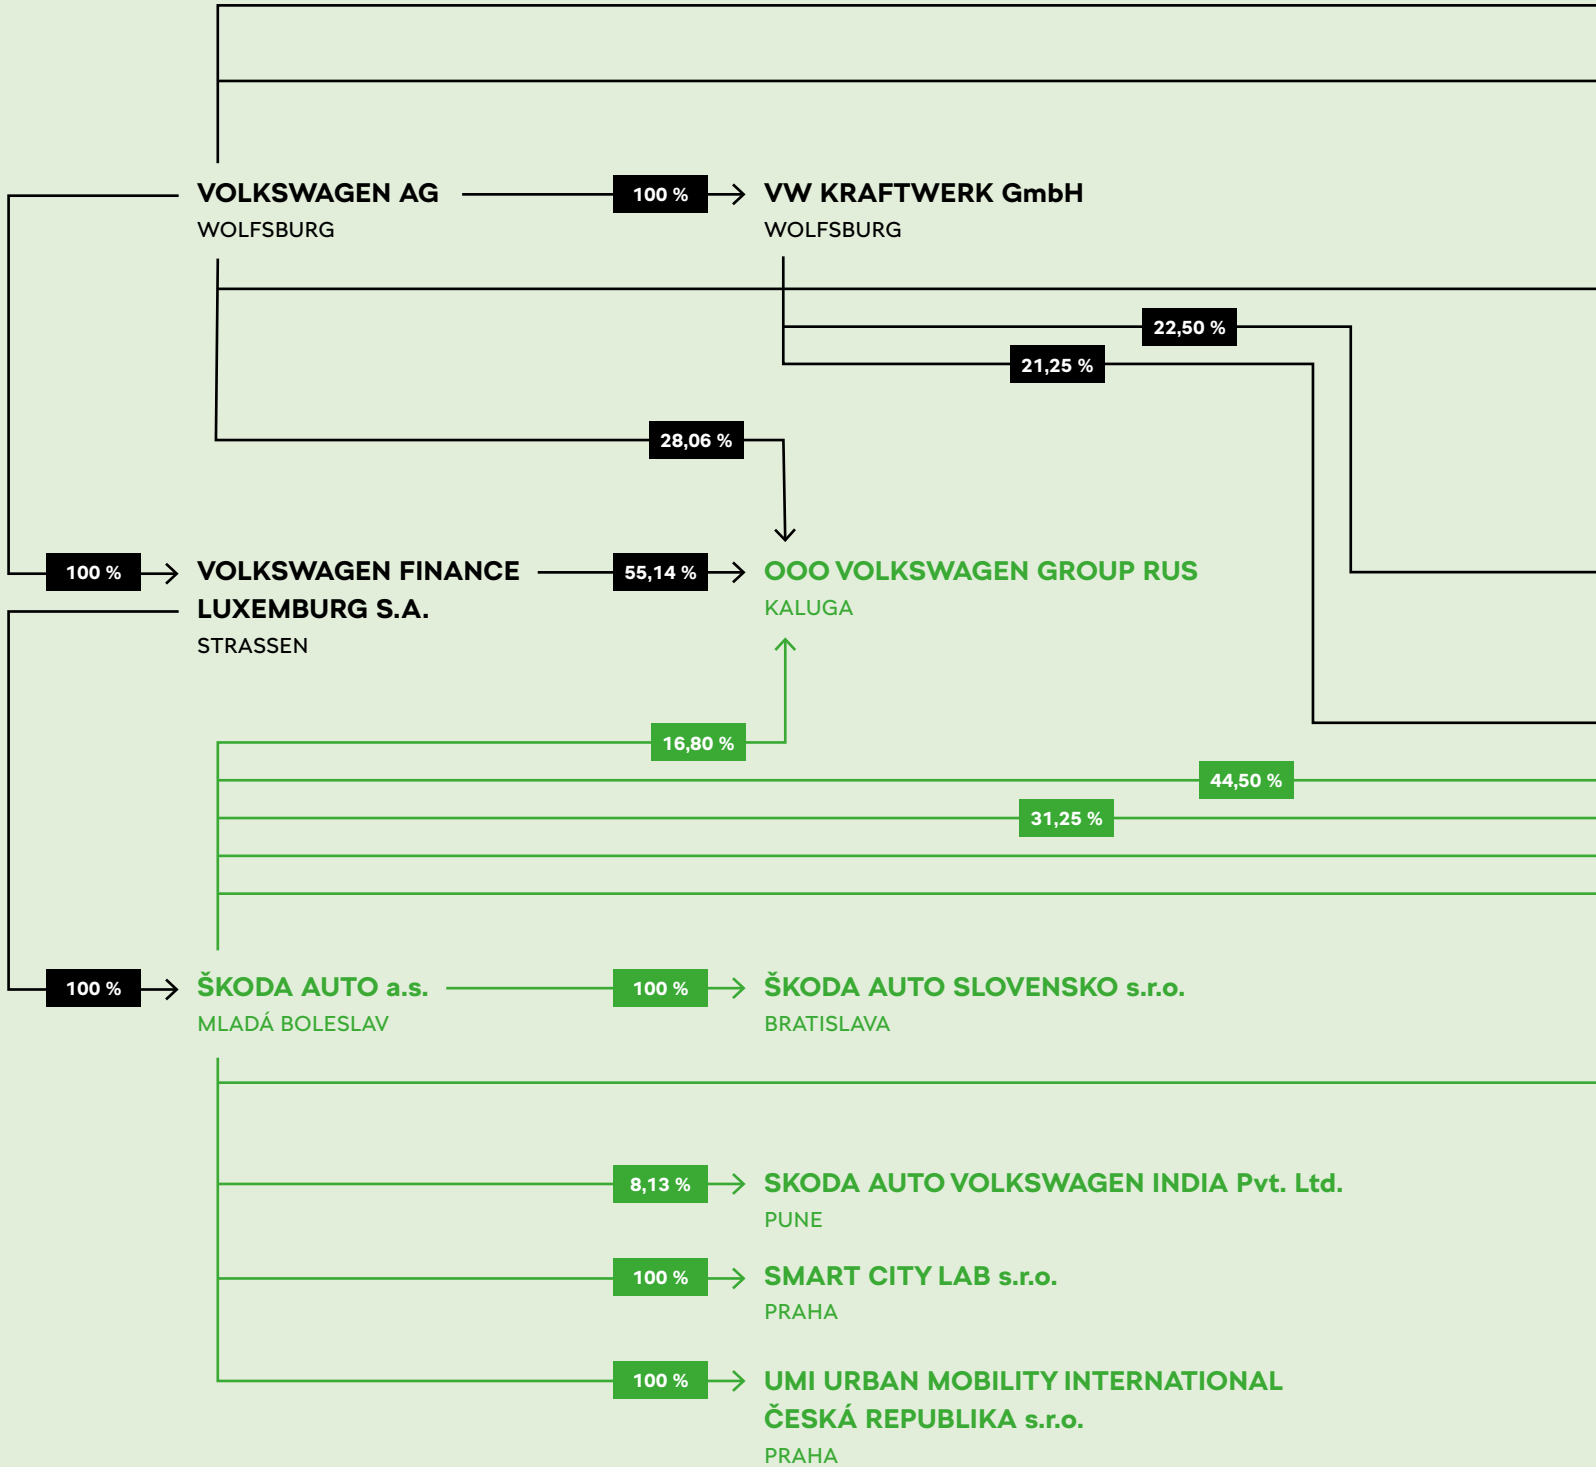 VOLKSWAGEN AG
WOLFSBURG
100 %
VW KRAFTWERK GmbH
WOLFSBURG
22,50 %
21,25 %
28,06 %
100 %
VOLKSWAGEN FINANCE
LUXEMBURG S.A.
STRASSEN
55,14 %
OOO VOLKSWAGEN GROUP RUS
KALUGA
16,80 %
44,50 %
31,25 %
100 %
ŠKODA AUTO a.s.
MLADÁ BOLESLAV
100 %
ŠKODA AUTO SLOVENSKO s.r.o.
BRATISLAVA
8,13 %
SKODA AUTO VOLKSWAGEN INDIA Pvt. Ltd.
PUNE
100 %
SMART CITY LAB s.r.o.
PRAHA
100 %
UMI URBAN MOBILITY INTERNATIONAL
ČESKÁ REPUBLIKA s.r.o.
PRAHA